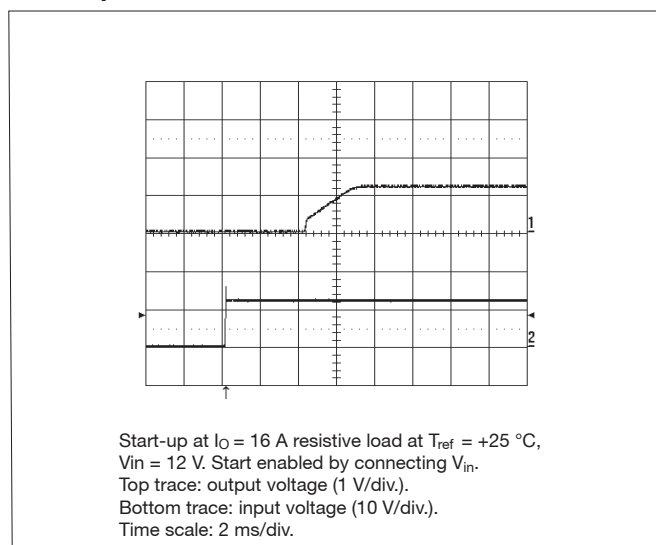 1
2
Start-up at IO = 16 A resistive load at Tref = +25 °C,
Vin = 12 V. Start enabled by connecting Vin.
Top trace: output voltage (1 V/div.).
Bottom trace: input voltage (10 V/div.).
Time scale: 2 ms/div.